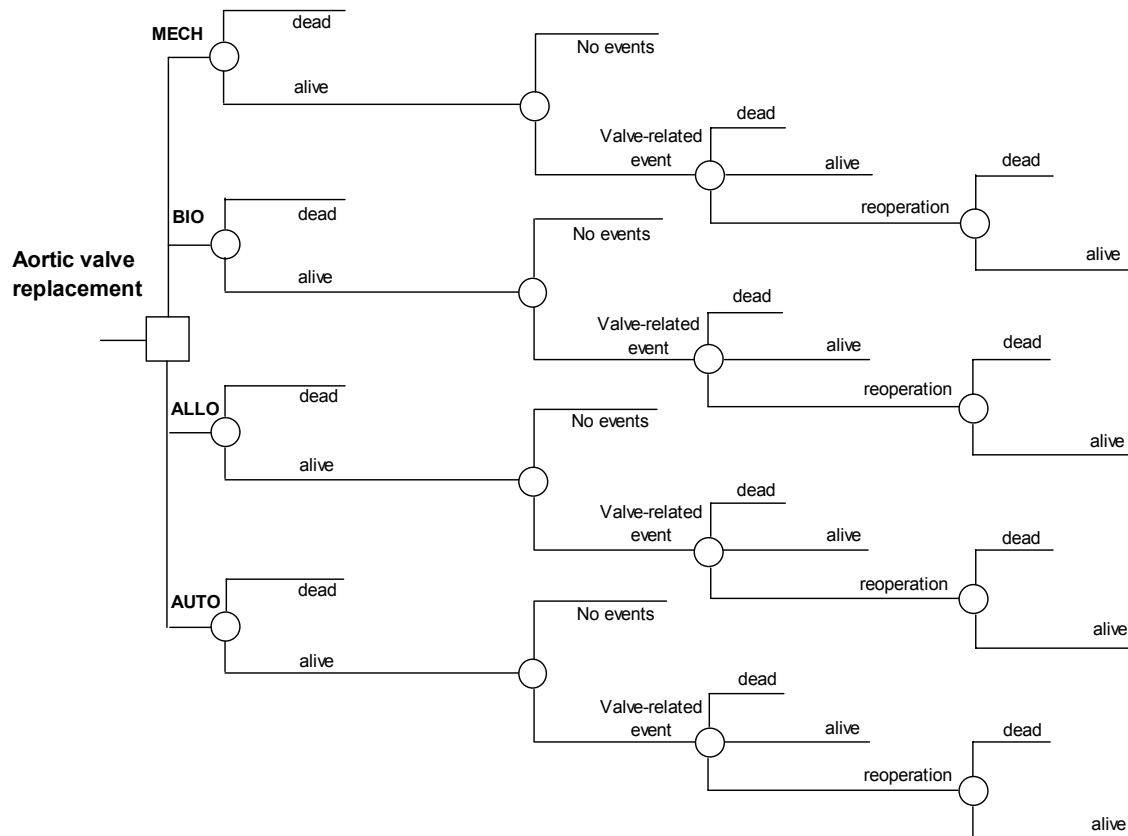 dead
MECH
No events
alive
dead
Valve-related
event
alive
dead
reoperation
dead
BIO
No events
Aortic valve
replacement
alive
alive
dead
Valve-related
event
alive
dead
reoperation
dead
ALLO
No events
alive
alive
dead
Valve-related
event
alive
dead
reoperation
dead
AUTO
No events
alive
alive
dead
Valve-related
event
alive
dead
reoperation
alive